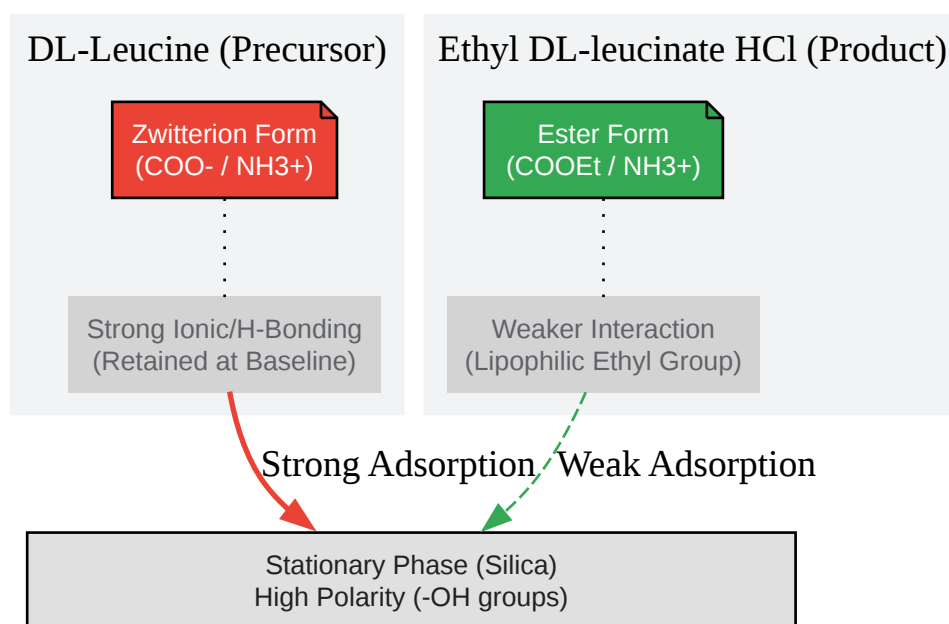 DL-Leucine (Precursor)
Zwitterion Form
(COO- / NH3+)
Strong Ionic/H-Bonding
(Retained at Baseline)
Ethyl DL-leucinate HCl (Product)
Ester Form
(COOEt / NH3+)
Weaker Interaction
(Lipophilic Ethyl Group)
Strong Adsorption
Weak Adsorption
Stationary Phase (Silica)
High Polarity (-OH groups)